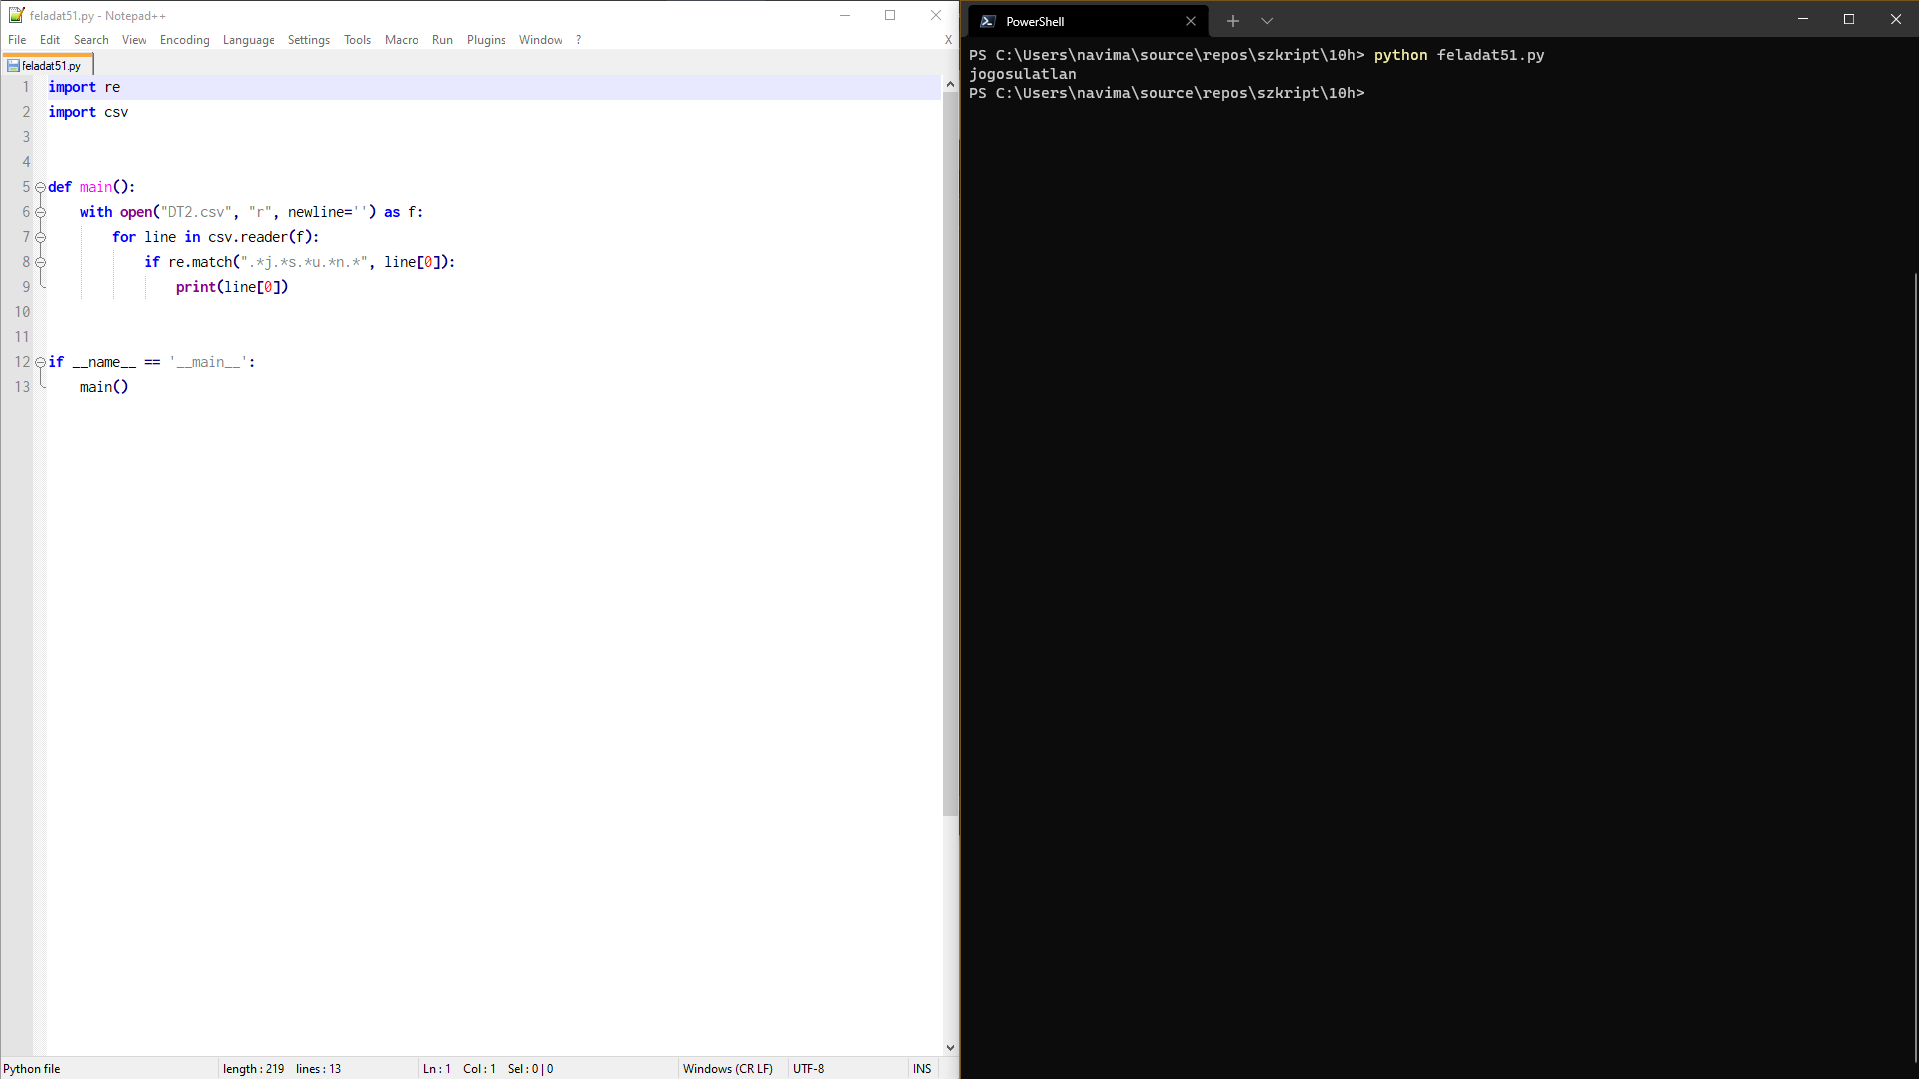 feladat51.py - Notepad++
File Edit Search View Encoding Language Settings Tools Macro Run Plugins Window ? X
feladat51.py
1 import re
2 import csv
3
4
5 def main():
6     with open("DT2.csv", "r", newline='') as f:
7         for line in csv.reader(f):
8             if re.match(".*j.*s.*u.*n.*", line[0]):
9                 print(line[0])
10
11
12 if __name__ == '__main__':
13     main()
Python file length : 219 lines : 13 Ln : 1 Col : 1 Sel : 0 | 0 Windows (CR LF) UTF-8 INS
PowerShell
PS C:\Users\navima\source\repos\szkript\10h> python feladat51.py
jogosulatlan
PS C:\Users\navima\source\repos\szkript\10h>